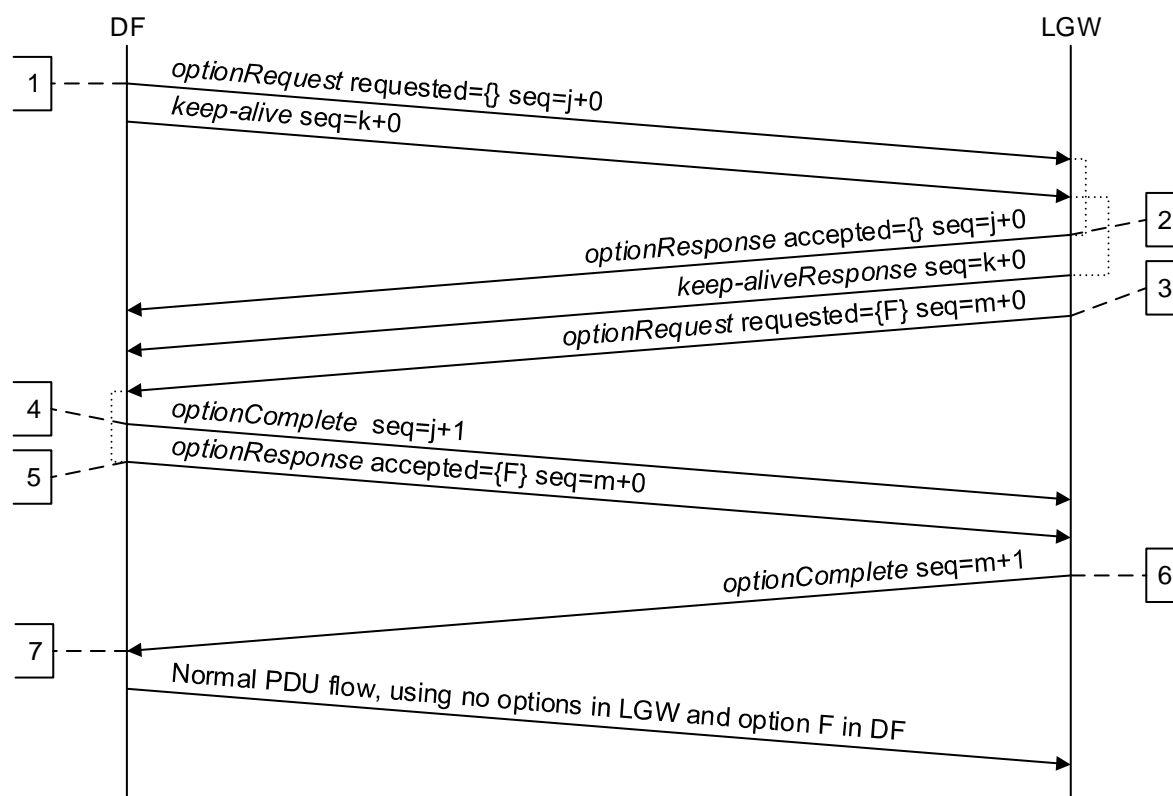 DF
LGW
1
optionRequest requested={} seq=j+0
keep-alive seq=k+0
2
optionResponse accepted={} seq=j+0
keep-aliveResponse seq=k+0
3
optionRequest requested={F} seq=m+0
4
optionComplete seq=j+1
5
optionResponse accepted={F} seq=m+0
optionComplete seq=m+1
6
7
Normal PDU flow, using no options in LGW and option F in DF